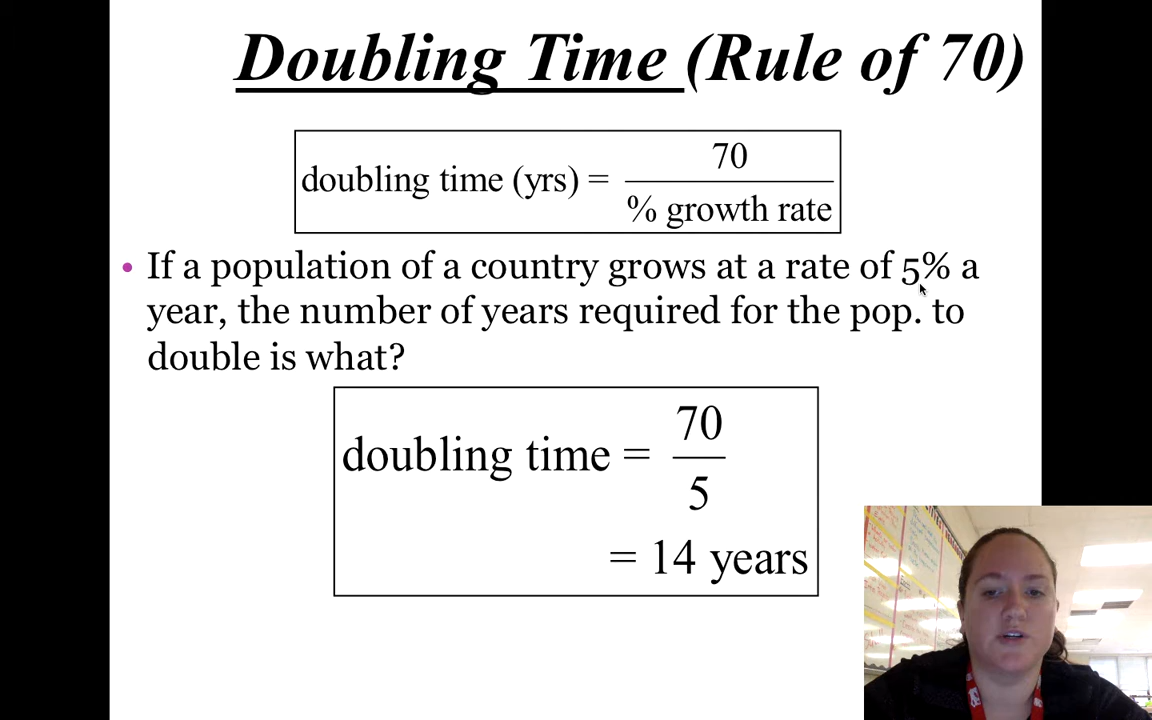 Doubling Time (Rule of 70)
doubling time (yrs) = 70 / % growth rate
• If a population of a country grows at a rate of 5% a
year, the number of years required for the pop. to
double is what?
doubling time = 70 / 5
= 14 years